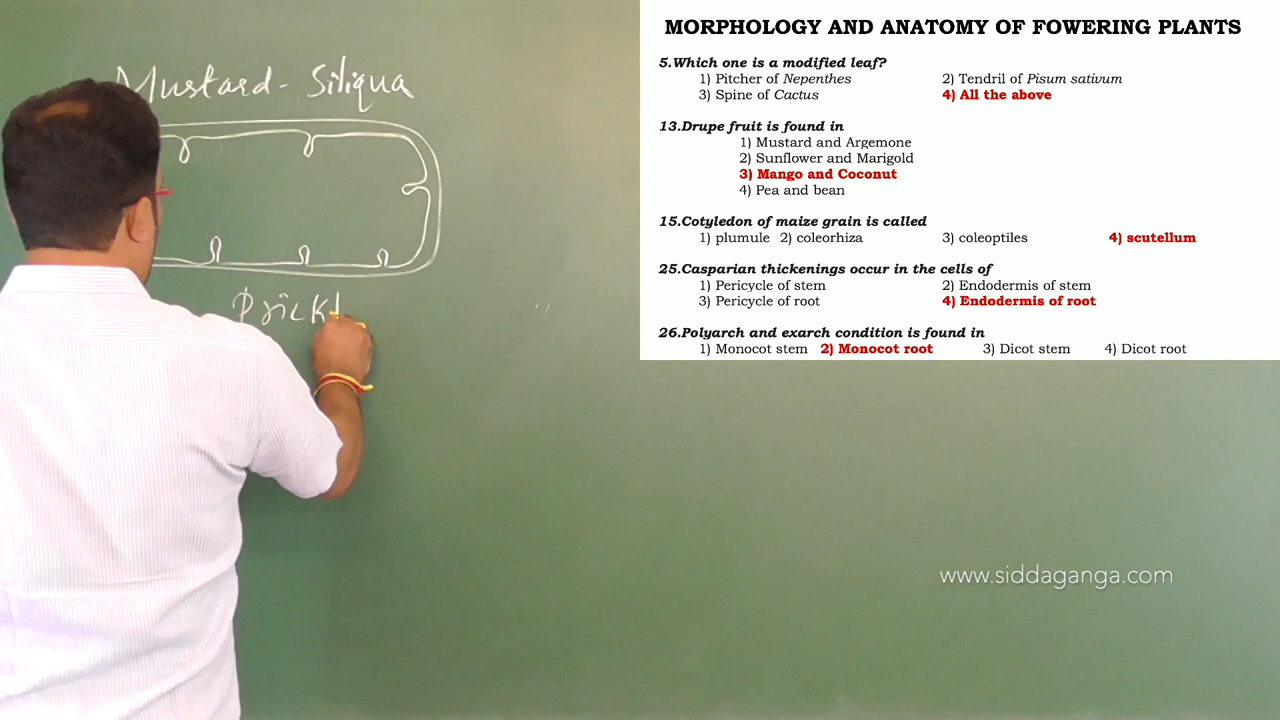 Mustard - Siliqua
MORPHOLOGY AND ANATOMY OF FOWERING PLANTS
5.Which one is a modified leaf?
1) Pitcher of Nepenthes 2) Tendril of Pisum sativum
3) Spine of Cactus 4) All the above
13.Drupe fruit is found in
1) Mustard and Argemone
2) Sunflower and Marigold
3) Mango and Coconut
4) Pea and bean
15.Cotyledon of maize grain is called
1) plumule 2) coleorhiza 3) coleoptiles 4) scutellum
25.Casparian thickenings occur in the cells of
1) Pericycle of stem 2) Endodermis of stem
3) Pericycle of root 4) Endodermis of root
26.Polyarch and exarch condition is found in
1) Monocot stem 2) Monocot root 3) Dicot stem 4) Dicot root
www.siddaganga.com